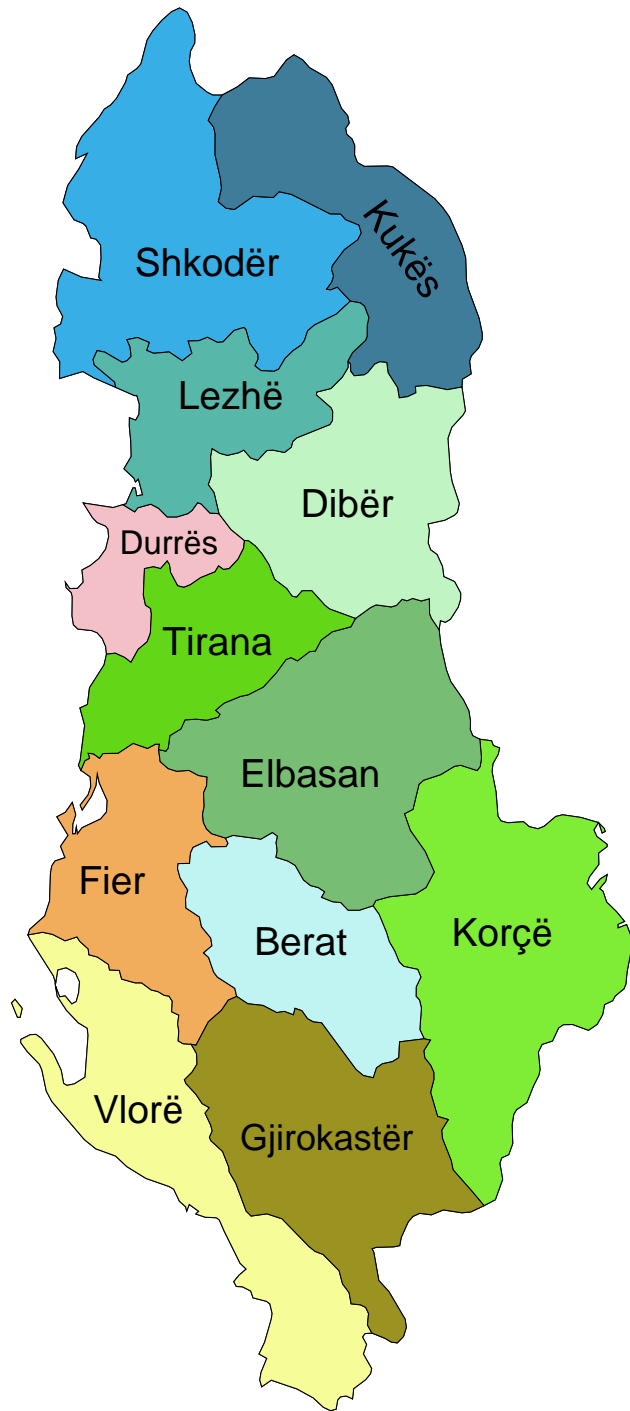 Kukës
Shkodër
Lezhë
Dibër
Durrës
Tirana
Elbasan
Fier
Berat
Korçë
Vlorë
Gjirokastër